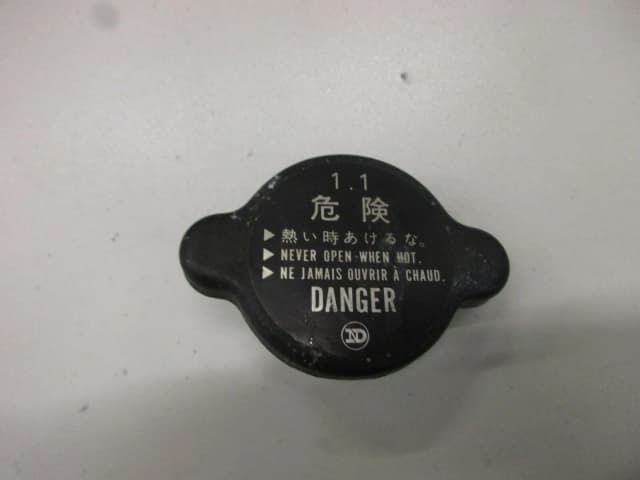 1.1
危険
▶熱い時あけるな。
▶NEVER OPEN WHEN HOT.
▶NE JAMAIS OUVRIR À CHAUD.
DANGER
ND